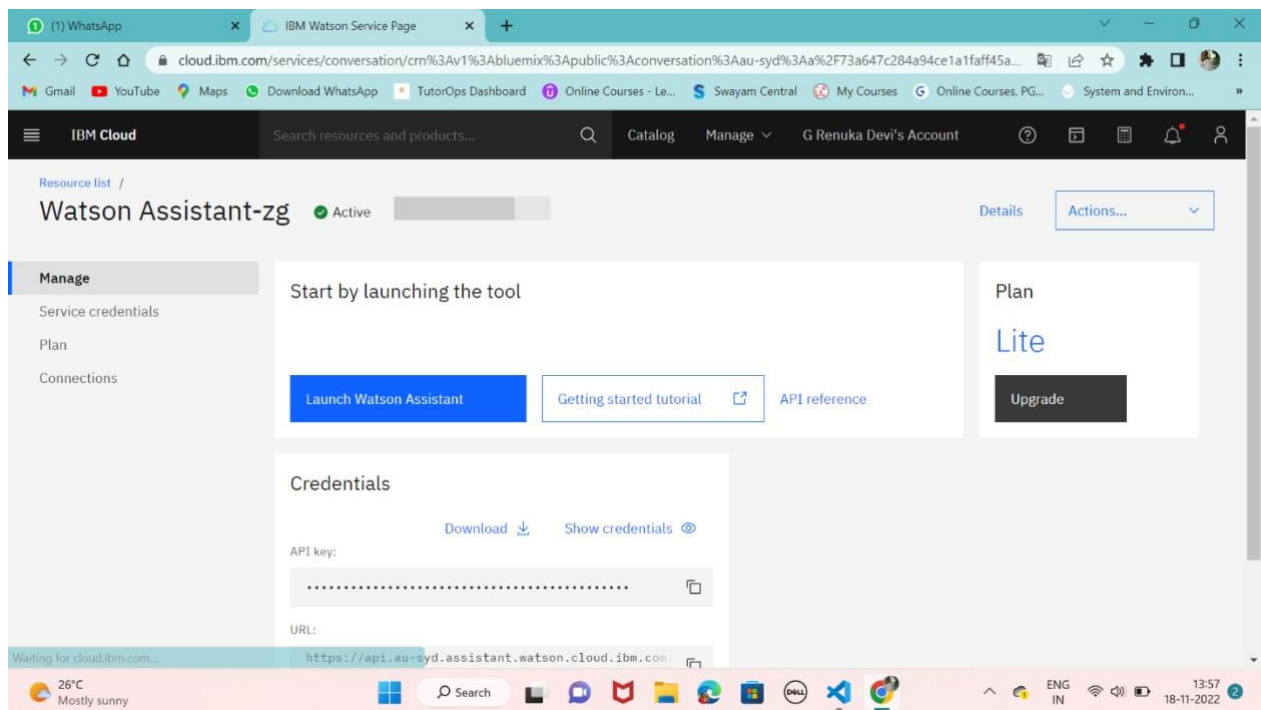 (1) WhatsApp
IBM Watson Service Page
cloud.ibm.com/services/conversation/crn%3Av1%3Abluemix%3Apublic%3Aconversation%3Aau-syd%3Aa%2F73a647c284a94ce1a1faff45a...
Gmail YouTube Maps Download WhatsApp TutorOps Dashboard Online Courses - Le... Swayam Central My Courses Online Courses, PG... System and Environ... »
IBM Cloud Search resources and products... Catalog Manage G Renuka Devi's Account
Resource list /
Watson Assistant-zg Active Details Actions...
Manage
Service credentials
Plan
Connections
Start by launching the tool
Launch Watson Assistant Getting started tutorial API reference
Plan
Lite
Upgrade
Credentials
Download Show credentials
API key:
URL:
https://api.au-syd.assistant.watson.cloud.ibm.com/
Waiting for cloud.ibm.com...
26°C
Mostly sunny
Search
DELL
ENG
IN
13:57
18-11-2022
2